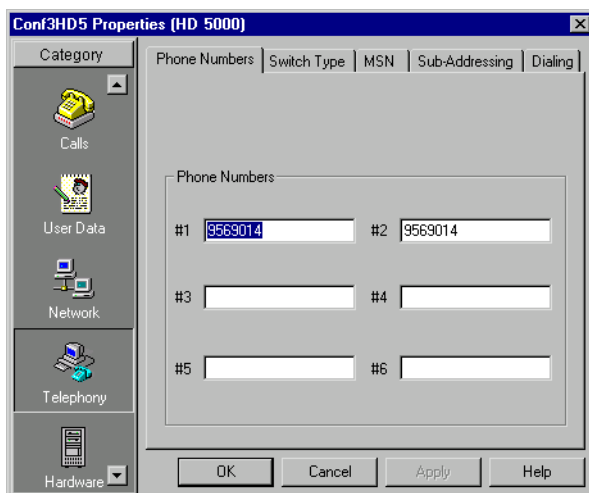 Conf3HD5 Properties (HD 5000)
Category
Calls
User Data
Network
Telephony
Hardware
Phone Numbers Switch Type MSN Sub-Addressing Dialing
Phone Numbers
#1 9569014 #2 9569014
#3 #4
#5 #6
OK Cancel Apply Help